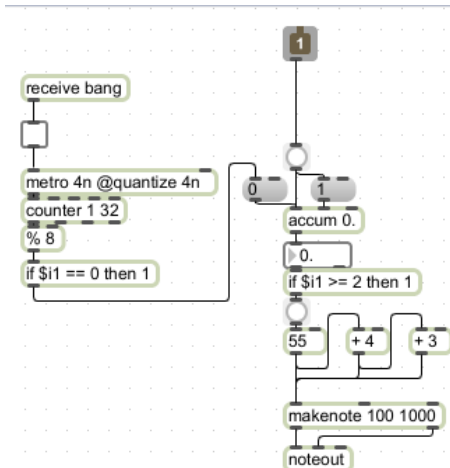 1
receive bang
metro 4n @quantize 4n
0
1
counter 1 32
accum 0.
% 8
0.
if $i1 == 0 then 1
if $i1 >= 2 then 1
55
+ 4
+ 3
makenote 100 1000
noteout